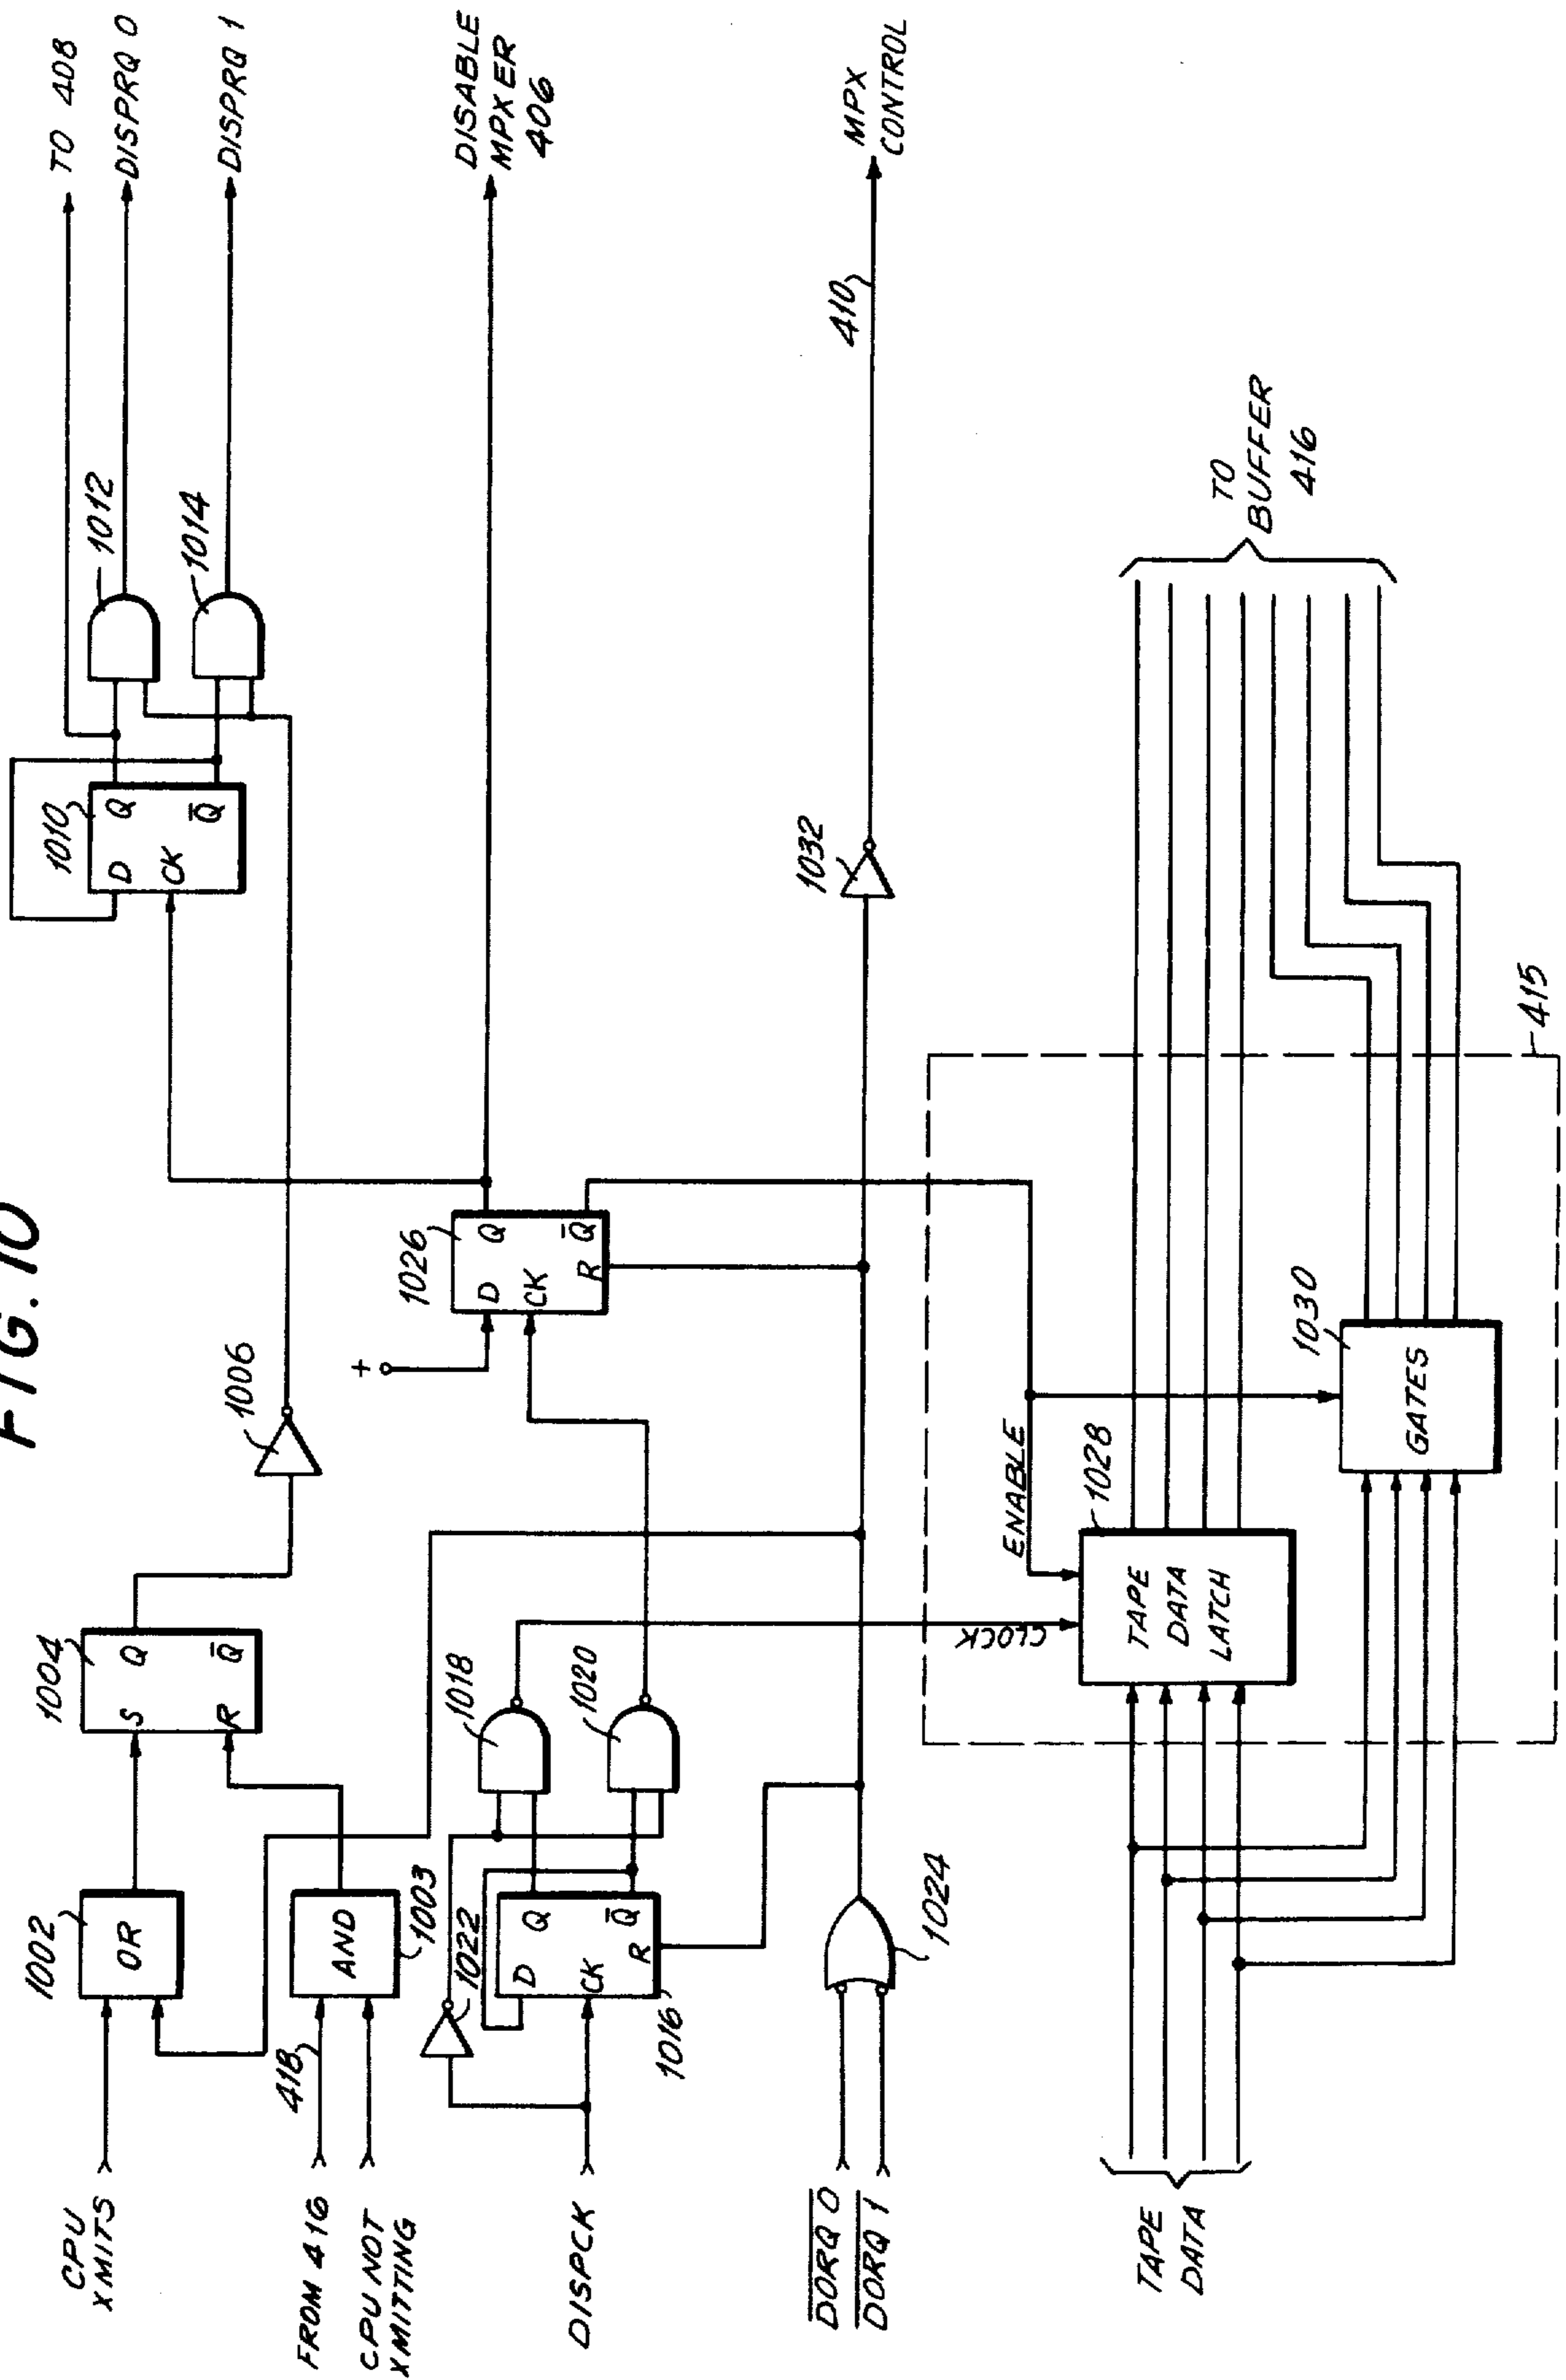 FIG. 10
CPU
XMITS
FROM 416
CPU NOT
XMITTING
DISPCK
DORQ 0
DORQ 1
TAPE
DATA
1002
OR
418
AND
1003
1022
D
Q
CK
Q
R
1016
1024
1004
S
Q
R
Q
1018
1020
1006
+
1026
D
Q
CK
Q
R
1010
D
Q
CK
Q
1012
1014
TO 408
DISPRQ 0
DISPRQ 1
DISABLE
MPXER
406
1032
410
MPX
CONTROL
CLOCK
ENABLE
1028
TAPE
DATA
LATCH
1030
GATES
415
TO
BUFFER
416